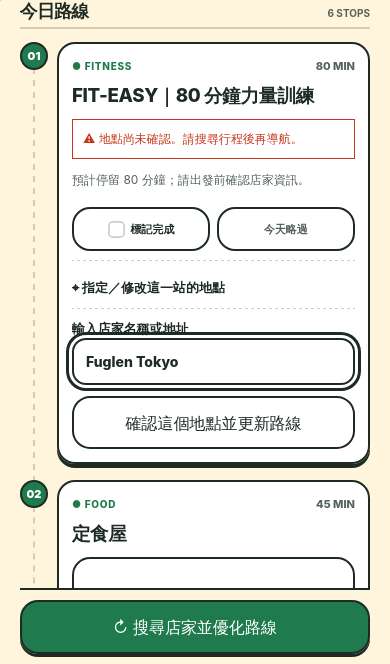 今日路線
6 STOPS
01
FITNESS
80 MIN
FIT-EASY｜80 分鐘力量訓練
地點尚未確認。請搜尋行程後再導航。
預計停留 80 分鐘；請出發前確認店家資訊。
標記完成
今天略過
⌖ 指定／修改這一站的地點
輸入店家名稱或地址
Fuglen Tokyo
確認這個地點並更新路線
02
FOOD
45 MIN
定食屋
↻ 搜尋店家並優化路線